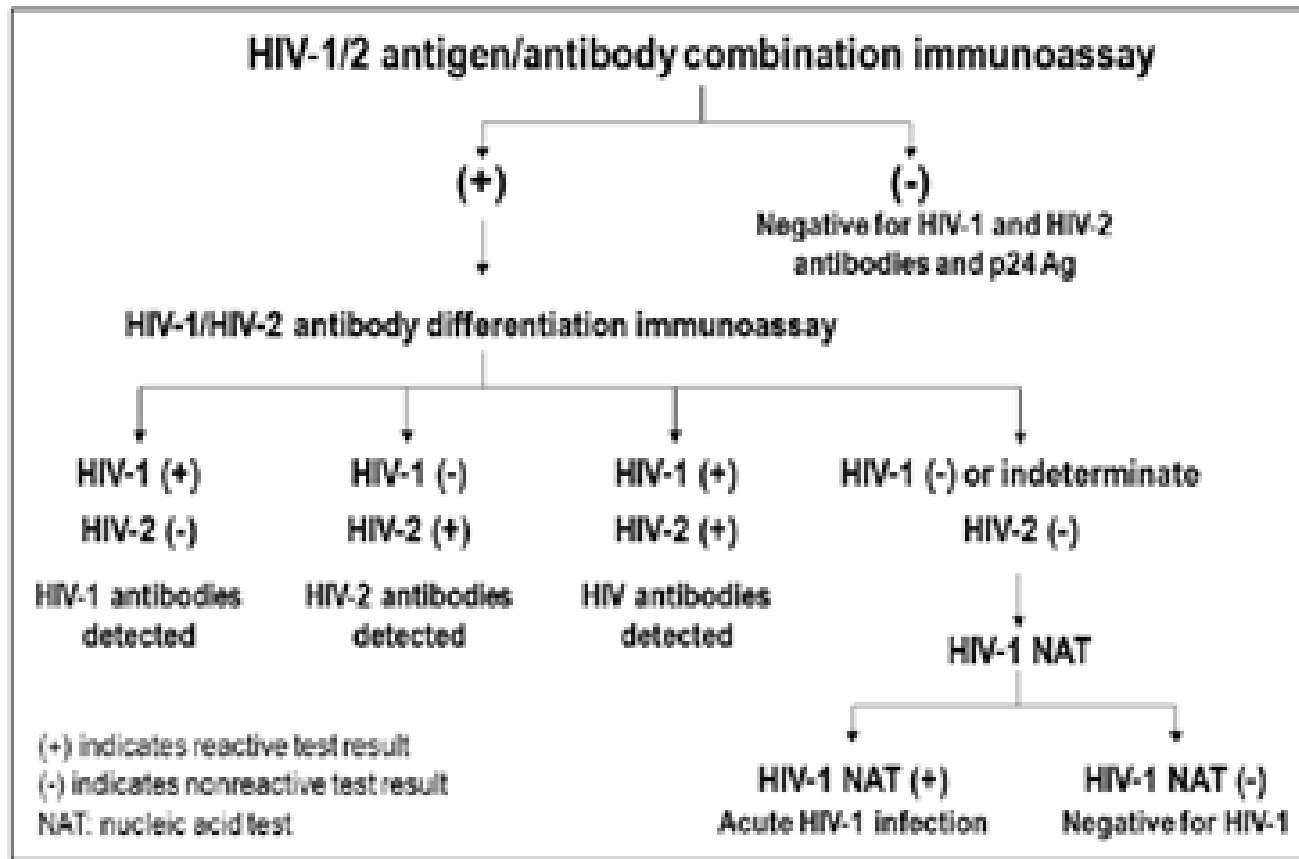 HIV-1/2 antigen/antibody combination immunoassay
(+)
(-)
Negative for HIV-1 and HIV-2
antibodies and p24 Ag
HIV-1/HIV-2 antibody differentiation immunoassay
HIV-1 (+)
HIV-2 (-)
HIV-1 antibodies
detected
HIV-1 (-)
HIV-2 (+)
HIV-2 antibodies
detected
HIV-1 (+)
HIV-2 (+)
HIV antibodies
detected
HIV-1 (-) or indeterminate
HIV-2 (-)
HIV-1 NAT
HIV-1 NAT (+)
Acute HIV-1 infection
HIV-1 NAT (-)
Negative for HIV-1
(+) indicates reactive test result
(-) indicates nonreactive test result
NAT: nucleic acid test